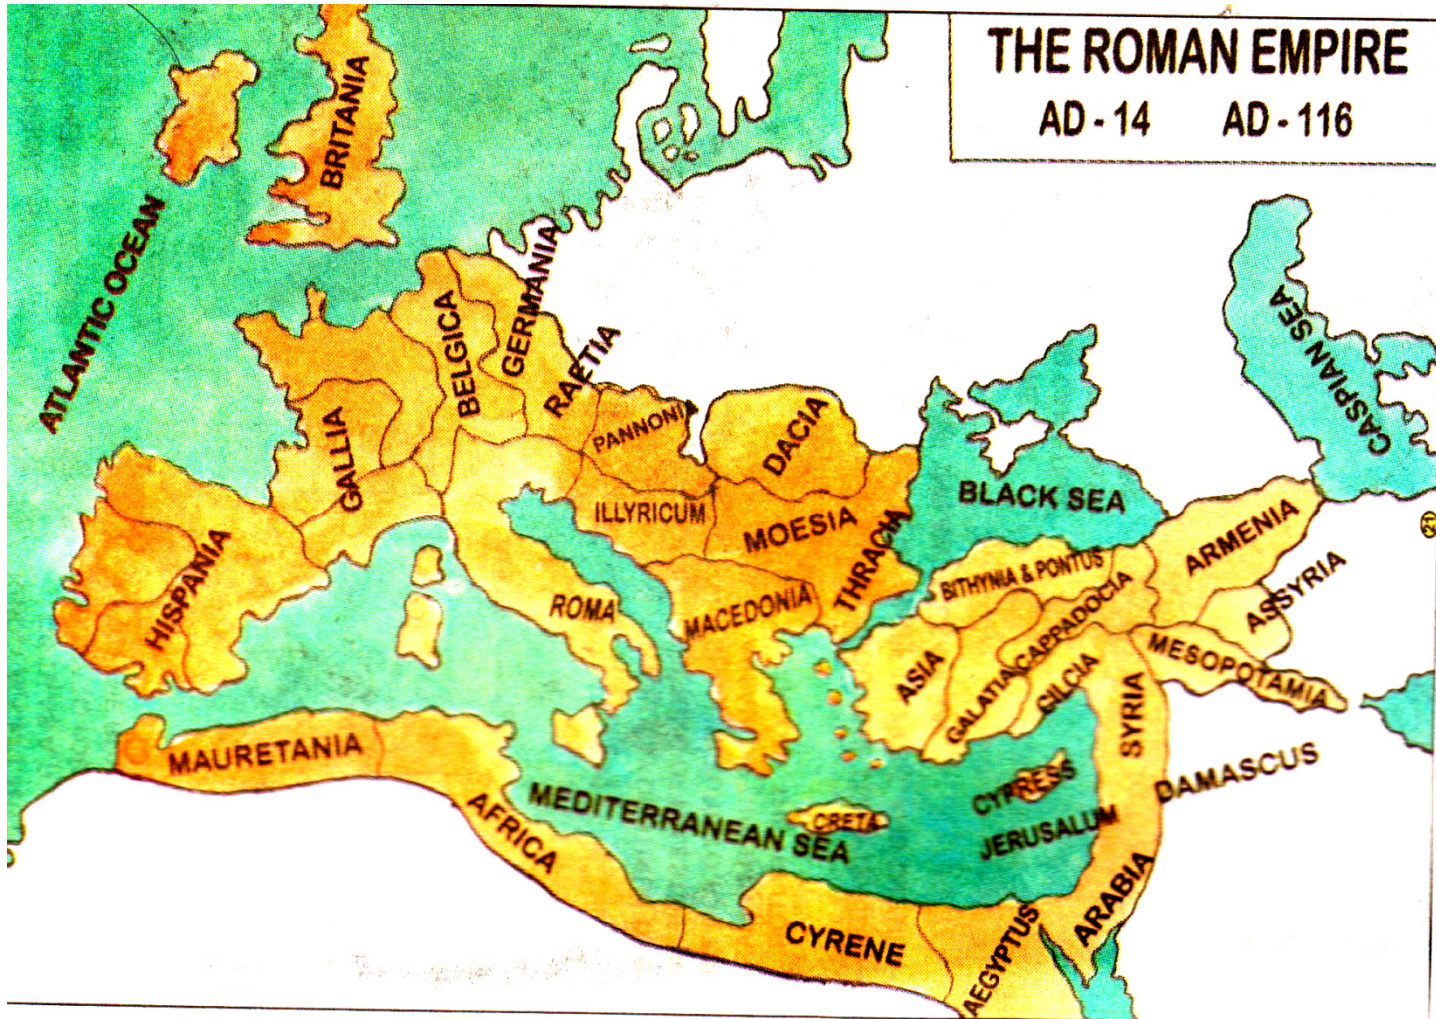 THE ROMAN EMPIRE
AD - 14 AD - 116
BRITANIA
ATLANTIC OCEAN
GERMANIA
BELGICA
RAETIA
GALLIA
PANNONIA
DACIA
CASPIAN SEA
BLACK SEA
ILLYRICUM
MOESIA
THRACIA
ARMENIA
21
HISPANIA
ROMA
MACEDONIA
BITHYNIA & PONTUS
CAPPADOCIA
ASSYRIA
ASIA
GALATIA
GILCIA
MESOPOTAMIA
SYRIA
MAURETANIA
AFRICA
MEDITERRANEAN SEA
CRETA
CYPRESS
JERUSALUM
DAMASCUS
CYRENE
AEGYPTUS
ARABIA